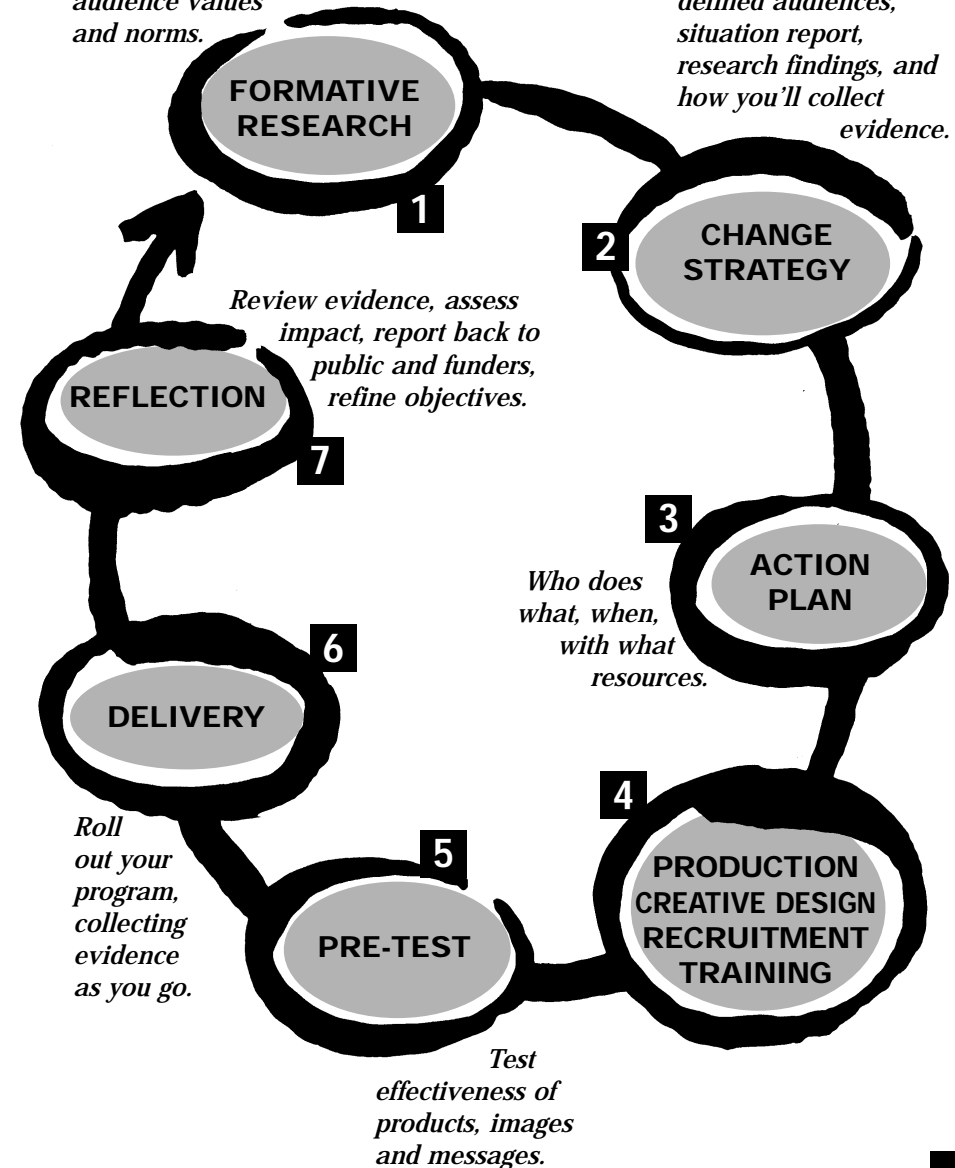 audience values
and norms.
defined audiences,
situation report,
research findings, and
how you'll collect
evidence.
FORMATIVE
RESEARCH
1
2
CHANGE
STRATEGY
Review evidence, assess
impact, report back to
public and funders,
refine objectives.
REFLECTION
7
3
ACTION
PLAN
Who does
what, when,
with what
resources.
6
DELIVERY
4
PRODUCTION
CREATIVE DESIGN
RECRUITMENT
TRAINING
Roll
out your
program,
collecting
evidence
as you go.
5
PRE-TEST
Test
effectiveness of
products, images
and messages.